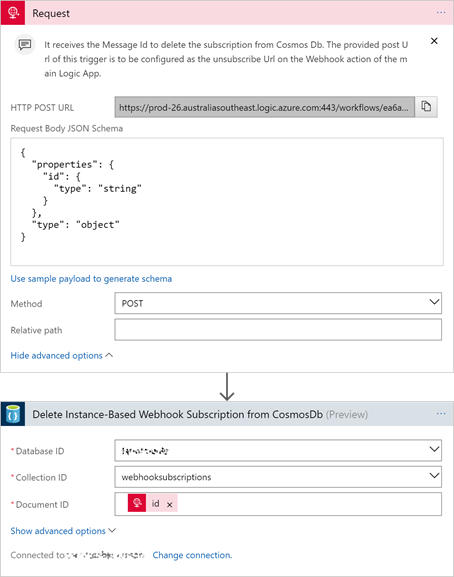 Request
It receives the Message Id to delete the subscription from Cosmos Db. The provided post U
rl of this trigger is to be configured as the unsubscribe Url on the Webhook action of the m
ain Logic App.
HTTP POST URL https://prod-26.australiasoutheast.logic.azure.com:443/workflows/ea6a...
Request Body JSON Schema
{
"properties": {
"id": {
"type": "string"
}
},
"type": "object"
}
Use sample payload to generate schema
Method POST
Relative path
Hide advanced options
Delete Instance-Based Webhook Subscription from CosmosDb (Preview)
* Database ID
* Collection ID webhooksubscriptions
* Document ID id x
Show advanced options
Connected to Change connection.